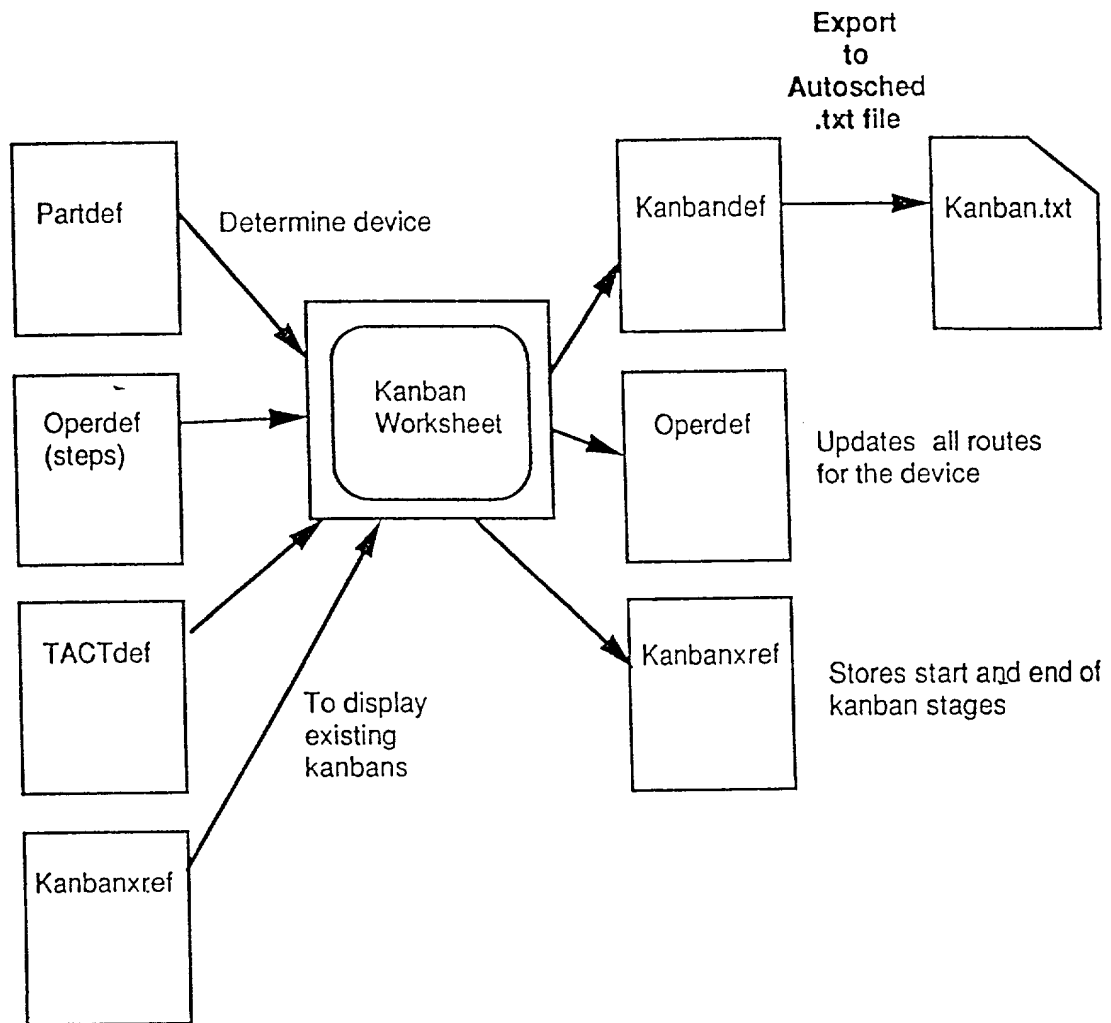 Export
to
Autosched
.txt file
Partdef
Determine device
Kanbandef
Kanban.txt
Operdef
(steps)
Kanban
Worksheet
Operdef
Updates all routes
for the device
TACTdef
To display
existing
kanbans
Kanbanxref
Stores start and end of
kanban stages
Kanbanxref